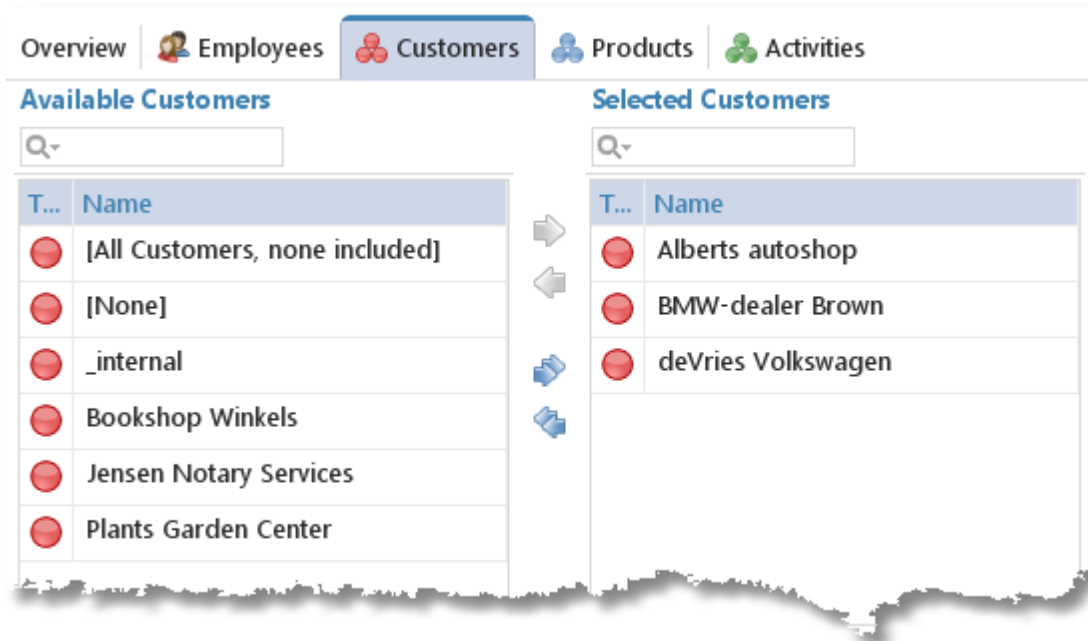 Overview Employees Customers Products Activities
Available Customers
T... Name
[All Customers, none included]
[None]
_internal
Bookshop Winkels
Jensen Notary Services
Plants Garden Center
Selected Customers
T... Name
Alberts autoshop
BMW-dealer Brown
deVries Volkswagen